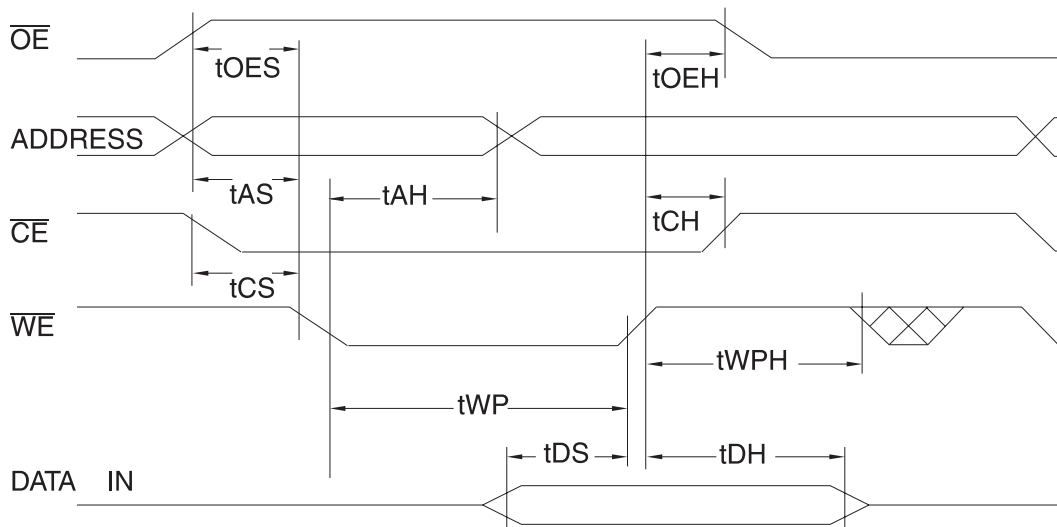 OE
tOES
tOEH
ADDRESS
tAS
tAH
tCH
CE
tCS
WE
tWPH
tWP
tDS
tDH
DATA IN